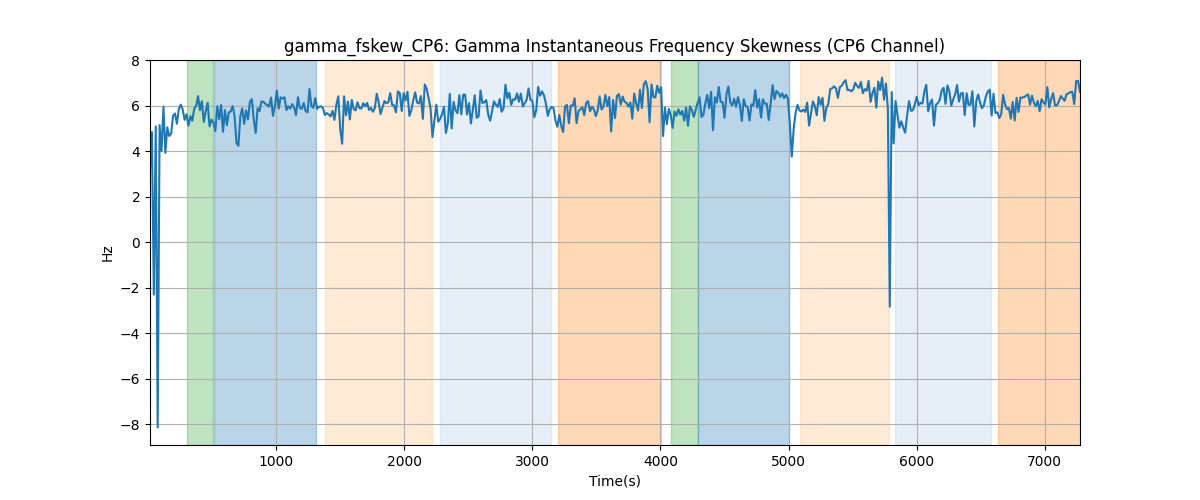 gamma_fskew_CP6: Gamma Instantaneous Frequency Skewness (CP6 Channel)
8
6
4
2
0
−2
−4
−6
−8
Hz
1000 2000 3000 4000 5000 6000 7000
Time(s)